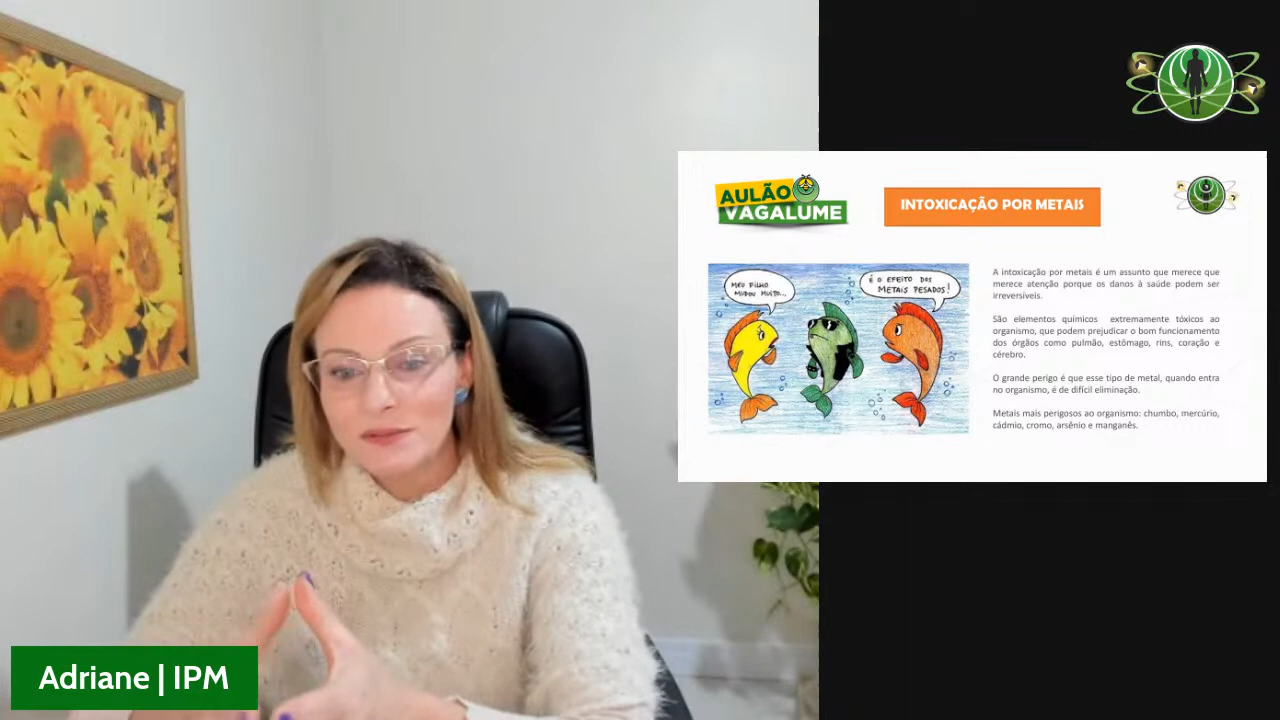 AULÃO
VAGALUME
INTOXICAÇÃO POR METAIS
MEU FILHO
MUDOU MUITO...
É O EFEITO DOS
METAIS PESADOS!
A intoxicação por metais é um assunto que merece que
merece atenção porque os danos à saúde podem ser
irreversíveis.
São elementos químicos extremamente tóxicos ao
organismo, que podem prejudicar o bom funcionamento
dos órgãos como pulmão, estômago, rins, coração e
cérebro.
O grande perigo é que esse tipo de metal, quando entra
no organismo, é de difícil eliminação.
Metais mais perigosos ao organismo: chumbo, mercúrio,
cádmio, cromo, arsênio e manganês.
Adriane | IPM